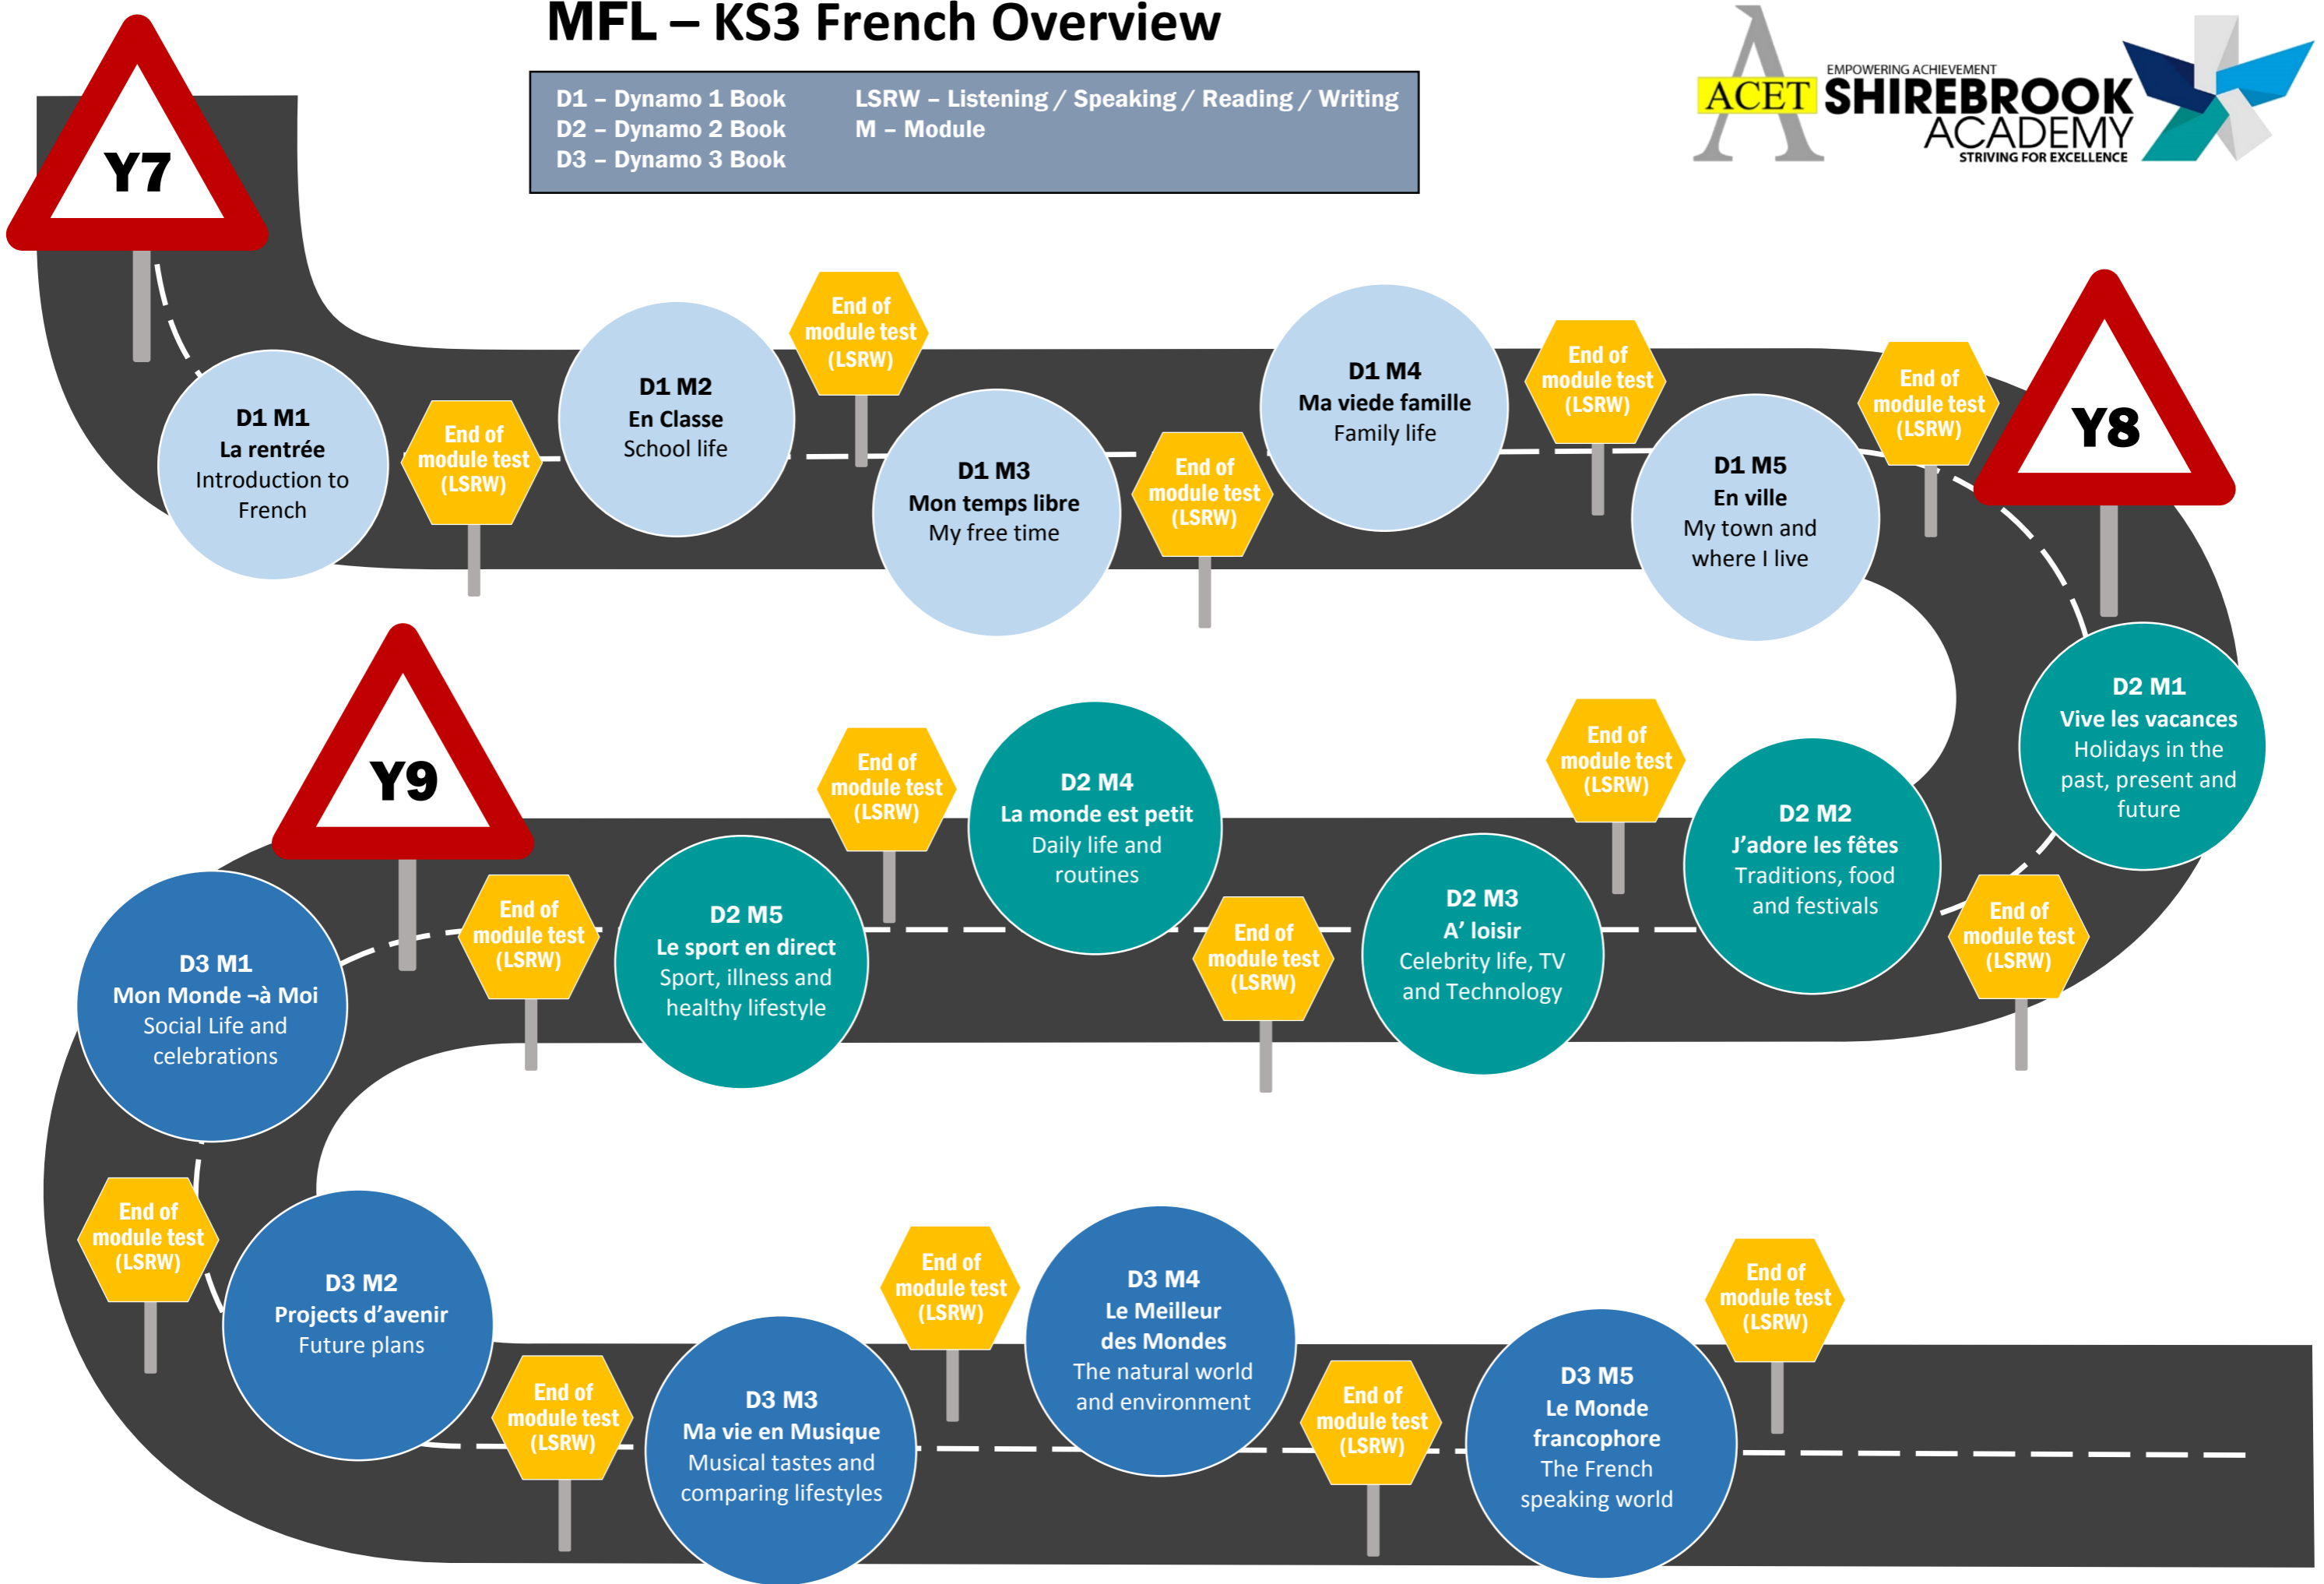 MFL – KS3 French Overview
D1 – Dynamo 1 Book
D2 – Dynamo 2 Book
D3 – Dynamo 3 Book
LSRW – Listening / Speaking / Reading / Writing
M – Module
EMPOWERING ACHIEVEMENT
ACET SHIREBROOK
ACADEMY
STRIVING FOR EXCELLENCE
Y7
D1 M1
La rentrée
Introduction to
French
End of
module test
(LSRW)
D1 M2
En Classe
School life
End of
module test
(LSRW)
D1 M3
Mon temps libre
My free time
End of
module test
(LSRW)
D1 M4
Ma viede famille
Family life
End of
module test
(LSRW)
D1 M5
En ville
My town and
where I live
End of
module test
(LSRW)
Y8
D2 M1
Vive les vacances
Holidays in the
past, present and
future
End of
module test
(LSRW)
D2 M2
J’adore les fêtes
Traditions, food
and festivals
End of
module test
(LSRW)
D2 M3
A’ loisir
Celebrity life, TV
and Technology
End of
module test
(LSRW)
D2 M4
La monde est petit
Daily life and
routines
End of
module test
(LSRW)
D2 M5
Le sport en direct
Sport, illness and
healthy lifestyle
End of
module test
(LSRW)
Y9
D3 M1
Mon Monde ¬à Moi
Social Life and
celebrations
End of
module test
(LSRW)
D3 M2
Projects d’avenir
Future plans
End of
module test
(LSRW)
D3 M3
Ma vie en Musique
Musical tastes and
comparing lifestyles
End of
module test
(LSRW)
D3 M4
Le Meilleur
des Mondes
The natural world
and environment
End of
module test
(LSRW)
D3 M5
Le Monde
francophore
The French
speaking world
End of
module test
(LSRW)